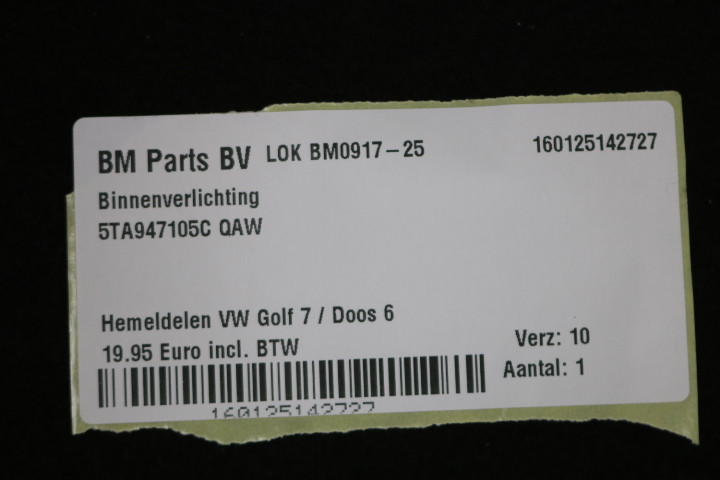 BM Parts BV LOK BM0917-25 160125142727
Binnenverlichting
5TA947105C QAW
Hemeldelen VW Golf 7 / Doos 6
19.95 Euro incl. BTW Verz: 10
Aantal: 1
160125142727